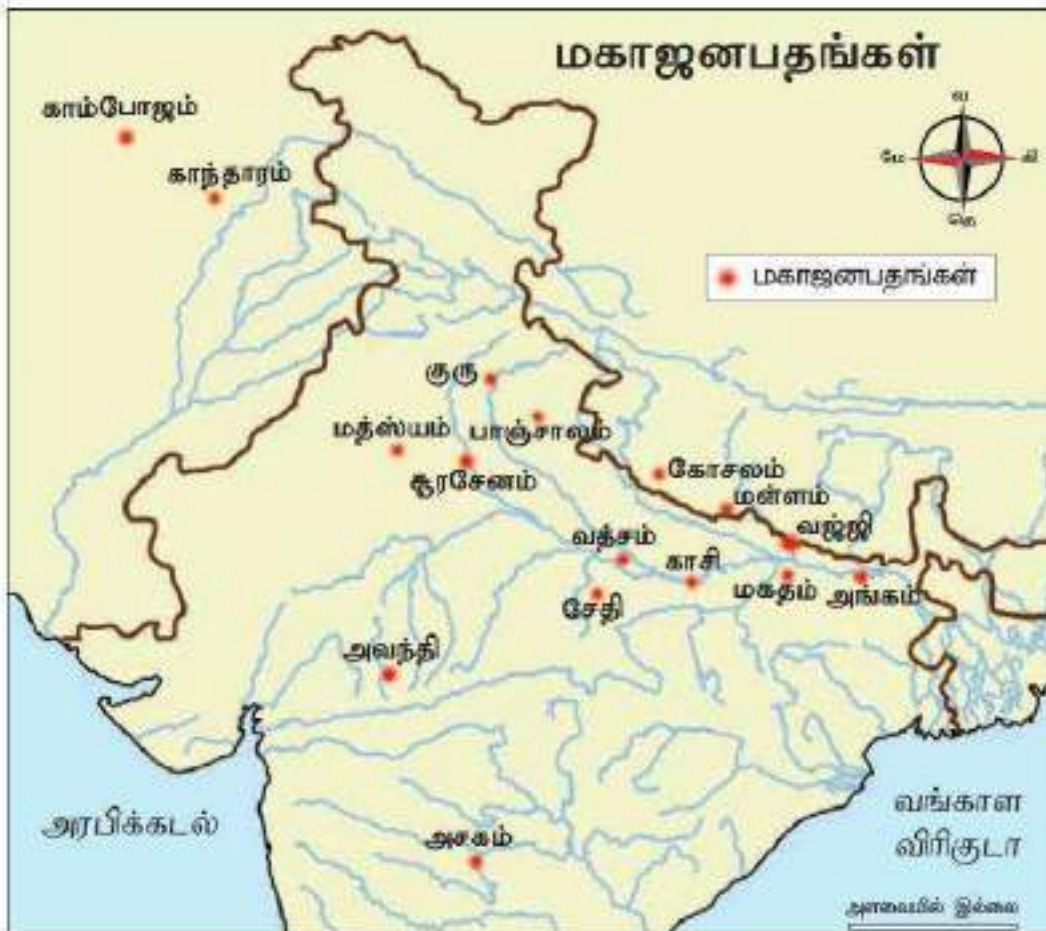 மகாஜனபதங்கள்
வ
மே
கி
தெ
மகாஜனபதங்கள்
காம்போஜம்
காந்தாரம்
குரு
மத்ஸ்யம்
பாஞ்சாலம்
சூரசேனம்
கோசலம்
மள்ளம்
வஜ்ஜி
வத்சம்
காசி
மகதம்
அங்கம்
சேதி
அவந்தி
அசகம்
அரபிக்கடல்
வங்காள
விரிகுடா
அளவையில் இல்லை